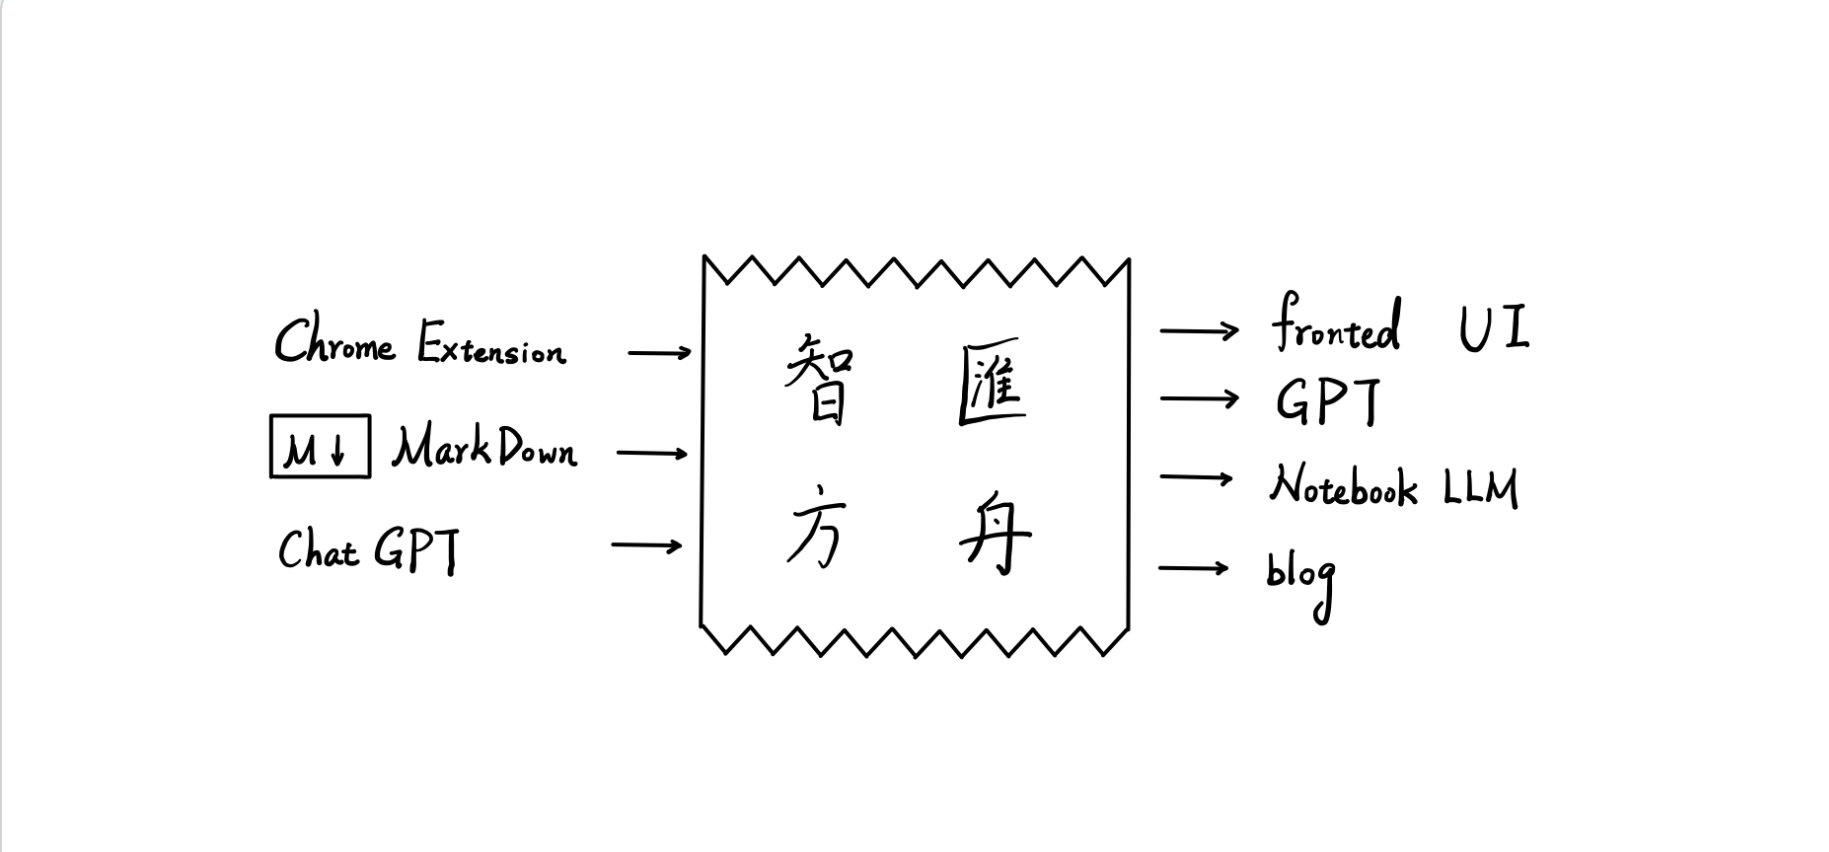 Chrome Extension
M↓ MarkDown
Chat GPT
智匯
方舟
fronted UI
GPT
Notebook LLM
blog